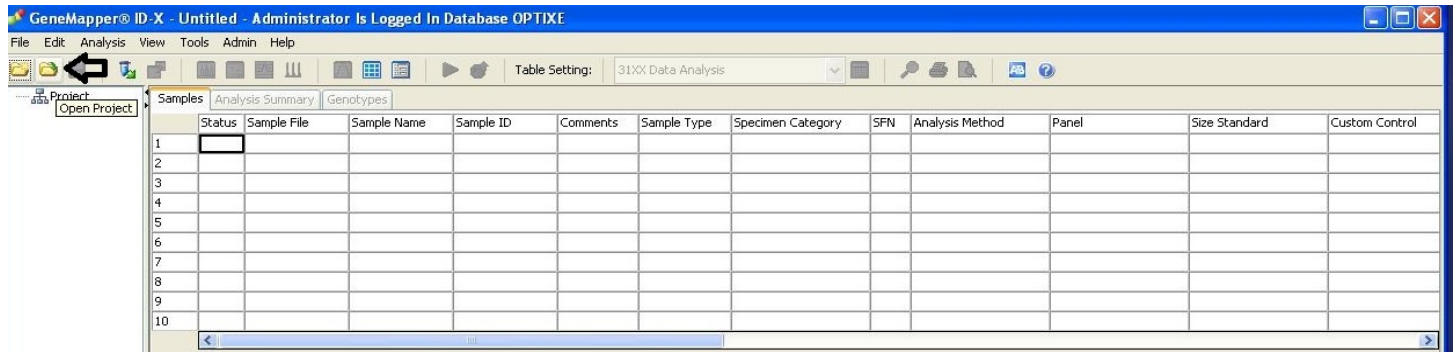 GeneMapper® ID-X - Untitled - Administrator Is Logged In Database OPTIXE
File Edit Analysis View Tools Admin Help
Table Setting: 31XX Data Analysis AB ?
Project
Open Project
Samples Analysis Summary Genotypes
Status Sample File Sample Name Sample ID Comments Sample Type Specimen Category SFN Analysis Method Panel Size Standard Custom Control
1
2
3
4
5
6
7
8
9
10